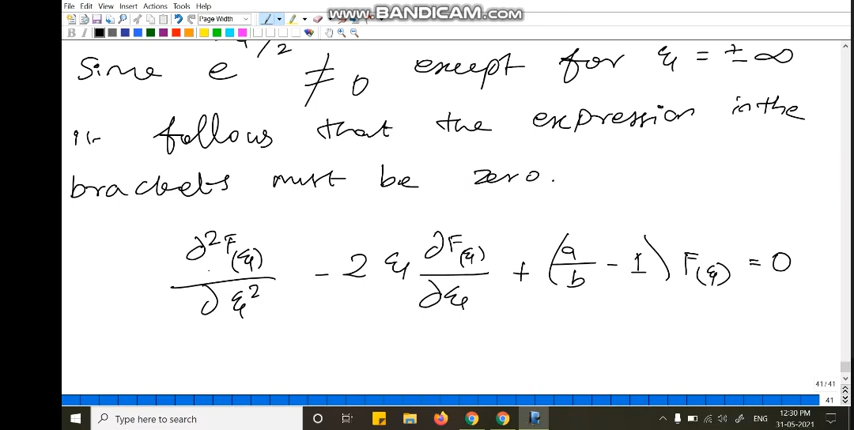 www.BANDICAM.com
File Edit View Insert Actions Tools Help
Page Width
B I
Since e /2 ≠ 0 except for ξ = ± ∞
it follows that the expression in the
brackets must be zero.
∂²F(ξ)/∂ξ² - 2ξ ∂F(ξ)/∂ξ + (a/b - 1) F(ξ) = 0
41/41
41
Type here to search
ENG
12:30 PM
31-05-2021